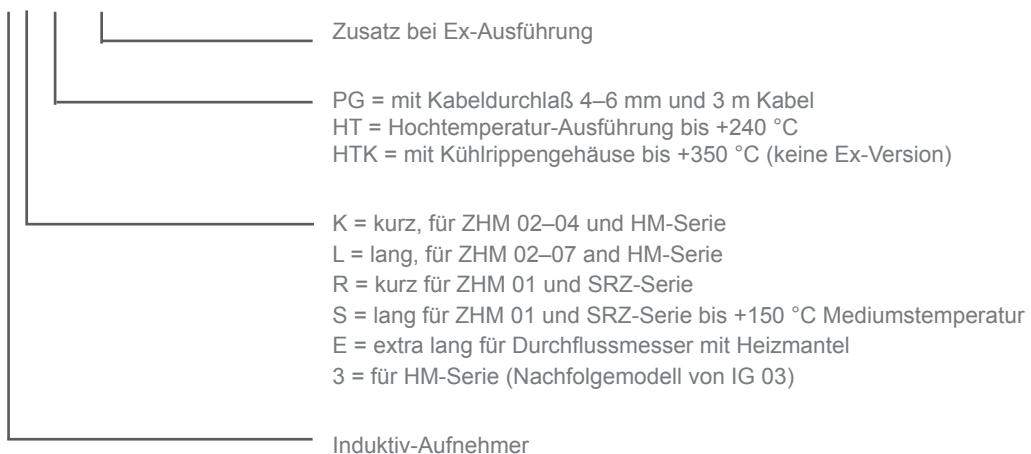 Zusatz bei Ex-Ausführung
PG = mit Kabeldurchlaß 4–6 mm und 3 m Kabel
HT = Hochtemperatur-Ausführung bis +240 °C
HTK = mit Kühlrippengehäuse bis +350 °C (keine Ex-Version)
K = kurz, für ZHM 02–04 und HM-Serie
L = lang, für ZHM 02–07 and HM-Serie
R = kurz für ZHM 01 und SRZ-Serie
S = lang für ZHM 01 und SRZ-Serie bis +150 °C Mediumstemperatur
E = extra lang für Durchflussmesser mit Heizmantel
3 = für HM-Serie (Nachfolgemodell von IG 03)
Induktiv-Aufnehmer